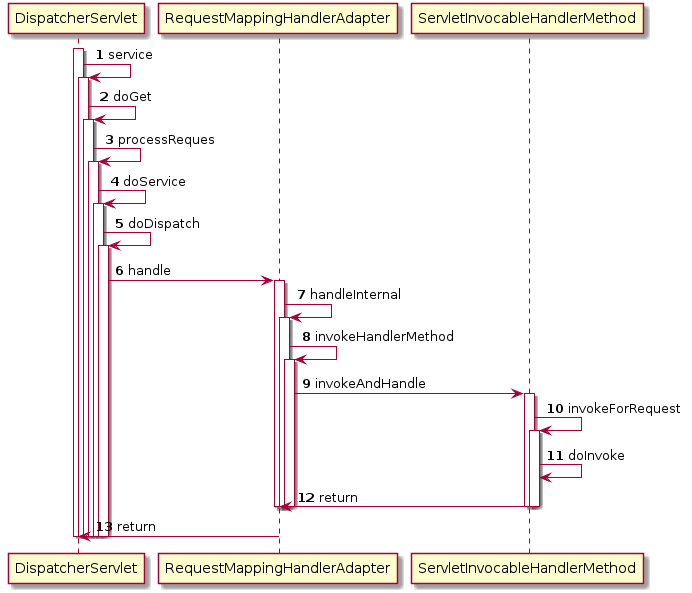 DispatcherServlet RequestMappingHandlerAdapter ServletInvocableHandlerMethod
1 service
2 doGet
3 processReques
4 doService
5 doDispatch
6 handle
7 handleInternal
8 invokeHandlerMethod
9 invokeAndHandle
10 invokeForRequest
11 doInvoke
12 return
13 return
DispatcherServlet RequestMappingHandlerAdapter ServletInvocableHandlerMethod